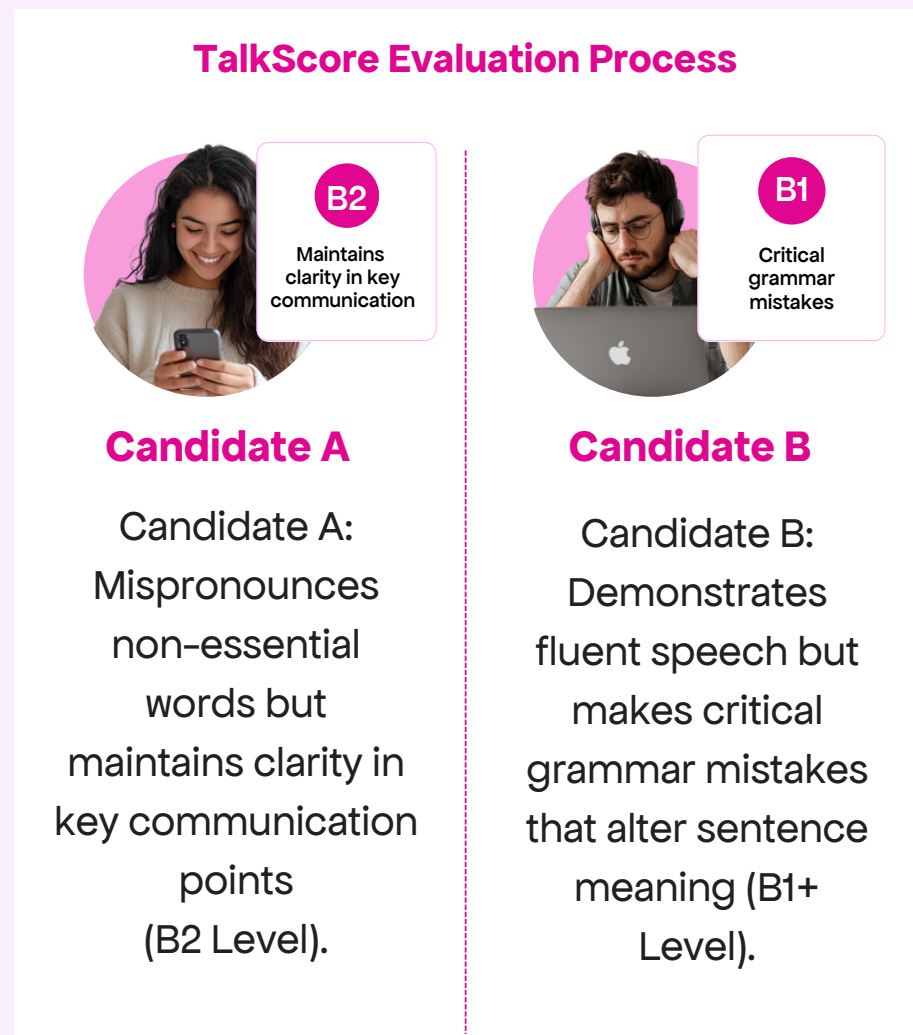 TalkScore Evaluation Process
B2
Maintains
clarity in key
communication
B1
Critical
grammar
mistakes
Candidate A
Candidate A:
Mispronounces
non-essential
words but
maintains clarity in
key communication
points
(B2 Level).
Candidate B
Candidate B:
Demonstrates
fluent speech but
makes critical
grammar mistakes
that alter sentence
meaning (B1+
Level).